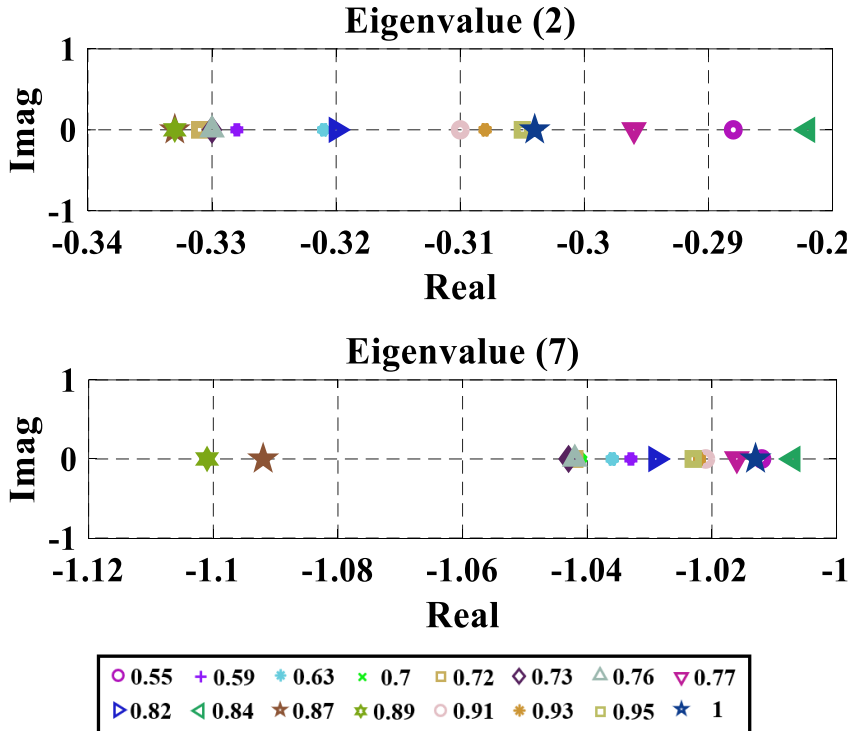 Eigenvalue (2)
1
0
-1
Imag
-0.34 -0.33 -0.32 -0.31 -0.3 -0.29 -0.2
Real
Eigenvalue (7)
1
0
-1
Imag
-1.12 -1.1 -1.08 -1.06 -1.04 -1.02 -1
Real
0.55 0.59 0.63 0.7 0.72 0.73 0.76 0.77
0.82 0.84 0.87 0.89 0.91 0.93 0.95 1